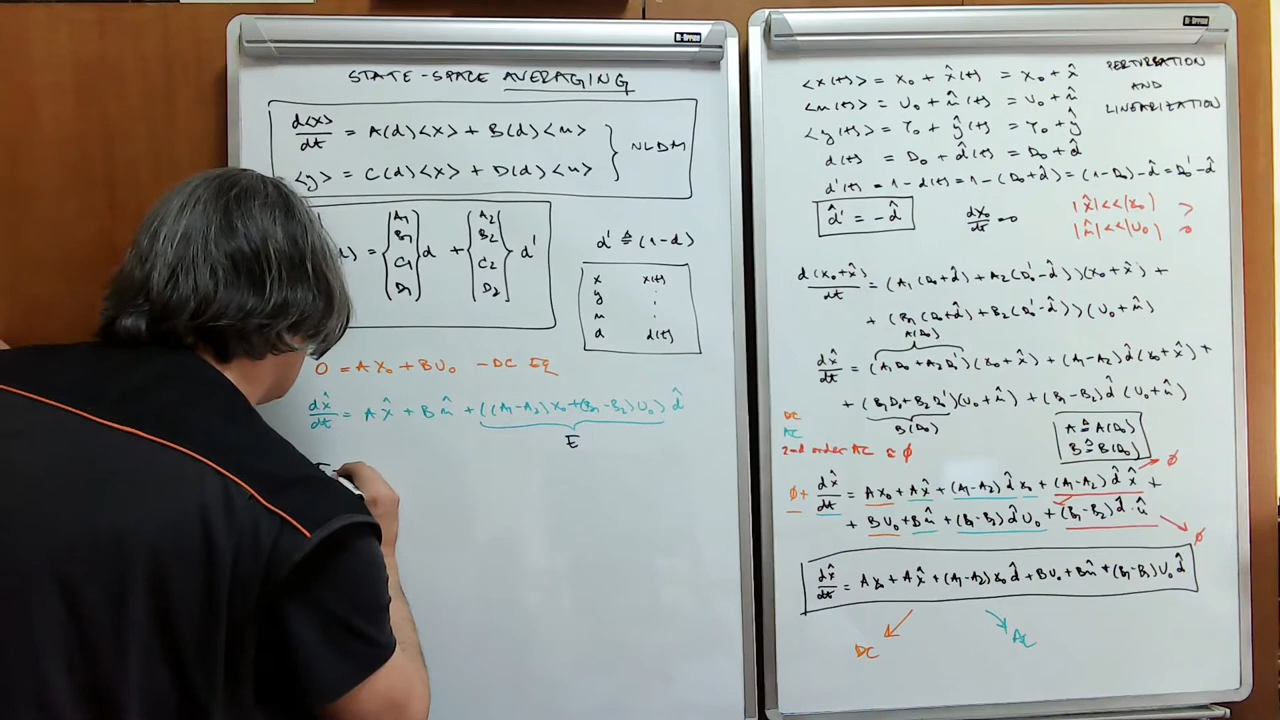 STATE-SPACE AVERAGING
d<x>/dt = A(d)<x> + B(d)<u>
<y> = C(d)<x> + D(d)<u>
} NLDM
) = {A₁ B₁ C₁ D₁} d + {A₂ B₂ C₂ D₂} d'
d' ≜ (1-d)
x x(t)
y :
u :
d d(t)
0 = AX₀ + BU₀ - DC Eq
dx̂/dt = Ax̂ + Bû + ((A₁-A₂)X₀+(B₁-B₂)U₀) d̂
E
B-Office
B-Office
PERTURBATION
AND
LINEARIZATION
<x(t)> = X₀ + x̂(t) = X₀ + x̂
<u(t)> = U₀ + û(t) = U₀ + û
<y(t)> = Y₀ + ŷ(t) = Y₀ + ŷ
d(t) = D₀ + d̂(t) = D₀ + d̂
d'(t) = 1 - d(t) = 1 - (D₀+d̂) = (1-D₀) - d̂ = D₀' - d̂
d̂' = -d̂
dX₀/dt = 0
|x̂| << |X₀|
|û| << |U₀|
d(X₀+x̂)/dt = (A₁(D₀+d̂) + A₂(D₀'-d̂))(X₀+x̂) +
+ (B₁(D₀+d̂) + B₂(D₀'-d̂))(U₀+û)
A(D₀)
dx̂/dt = (A₁D₀ + A₂D₀')(X₀+x̂) + (A₁-A₂)d̂(X₀+x̂) +
+ (B₁D₀+B₂D₀')(U₀+û) + (B₁-B₂)d̂(U₀+û)
B(D₀)
DC
AC
2nd order AC ≈ ϕ
A ≜ A(D₀)
B ≜ B(D₀)
ϕ + dx̂/dt = AX₀ + Ax̂ + (A₁-A₂)d̂X₀ + (A₁-A₂)d̂x̂ +
ϕ
+ BU₀ + Bû + (B₁-B₂)d̂U₀ + (B₁-B₂)d̂·û
ϕ
dx̂/dt = AX₀ + Ax̂ + (A₁-A₂)X₀d̂ + BU₀ + Bû + (B₁-B₂)U₀d̂
DC
AC